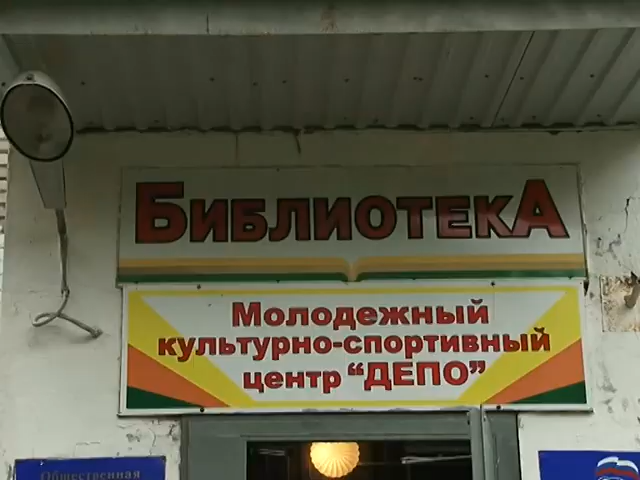 БИБЛИОТЕКА
Молодежный
культурно-спортивный
центр “ДЕПО”
Общественная